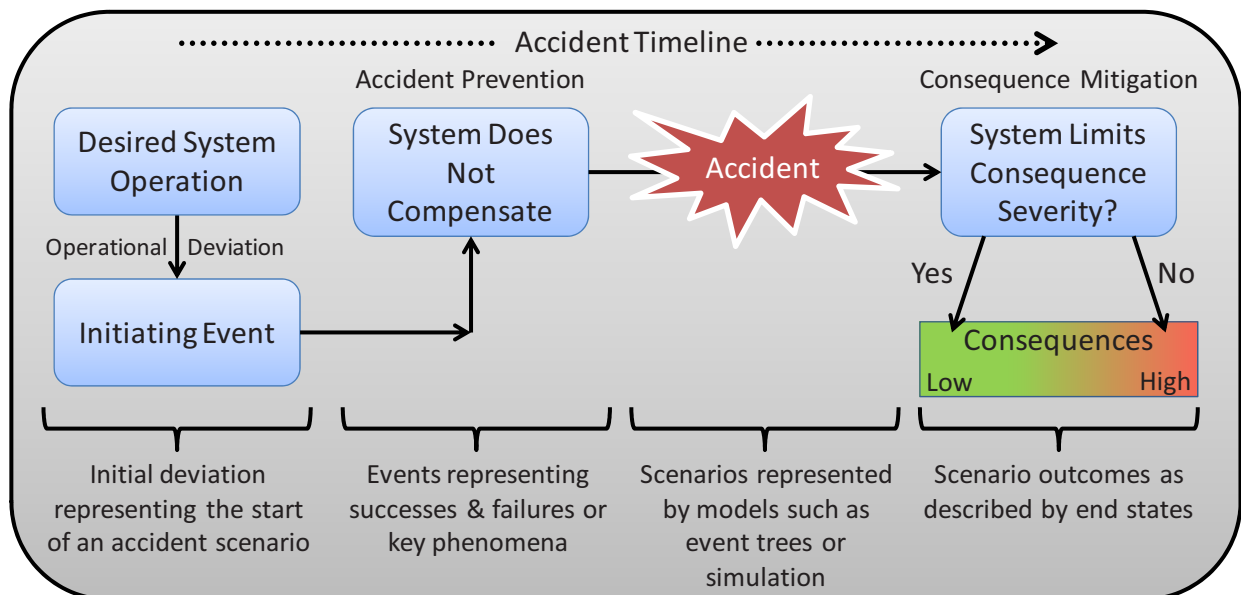 Accident Timeline
Accident Prevention
Consequence Mitigation
Desired System
Operation
System Does
Not
Compensate
Accident
System Limits
Consequence
Severity?
Operational Deviation
Yes
No
Initiating Event
Consequences
Low
High
Initial deviation
representing the start
of an accident scenario
Events representing
successes & failures or
key phenomena
Scenarios represented
by models such as
event trees or
simulation
Scenario outcomes as
described by end states